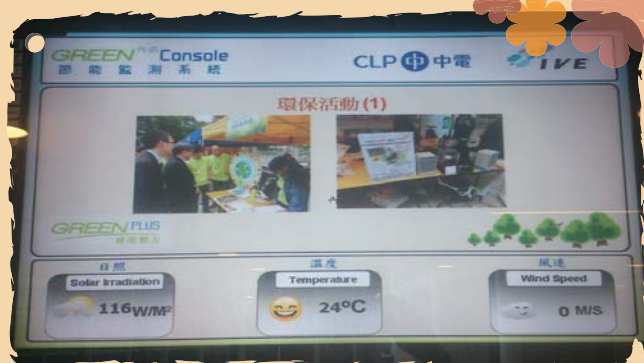 GREEN PLUS Console
節能監測系統
CLP 中電
IVE
環保活動 (1)
GREEN PLUS
日照
Solar Irradiation
116 W/M²
溫度
Temperature
24°C
風速
Wind Speed
0 M/S